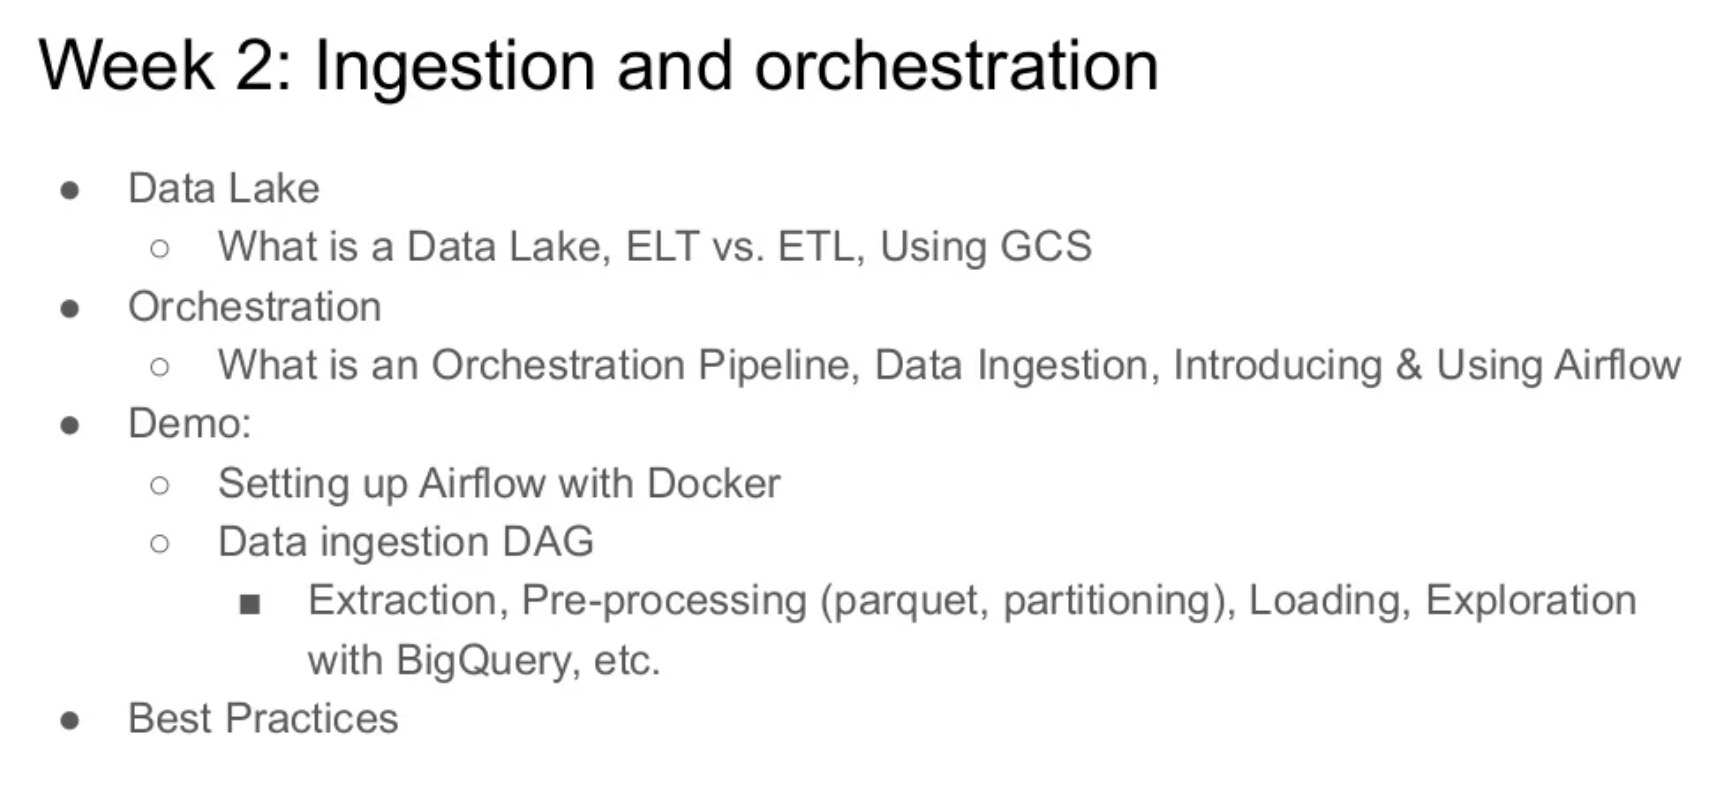 Week 2: Ingestion and orchestration
● Data Lake
○ What is a Data Lake, ELT vs. ETL, Using GCS
● Orchestration
○ What is an Orchestration Pipeline, Data Ingestion, Introducing & Using Airflow
● Demo:
○ Setting up Airflow with Docker
○ Data ingestion DAG
■ Extraction, Pre-processing (parquet, partitioning), Loading, Exploration
with BigQuery, etc.
● Best Practices